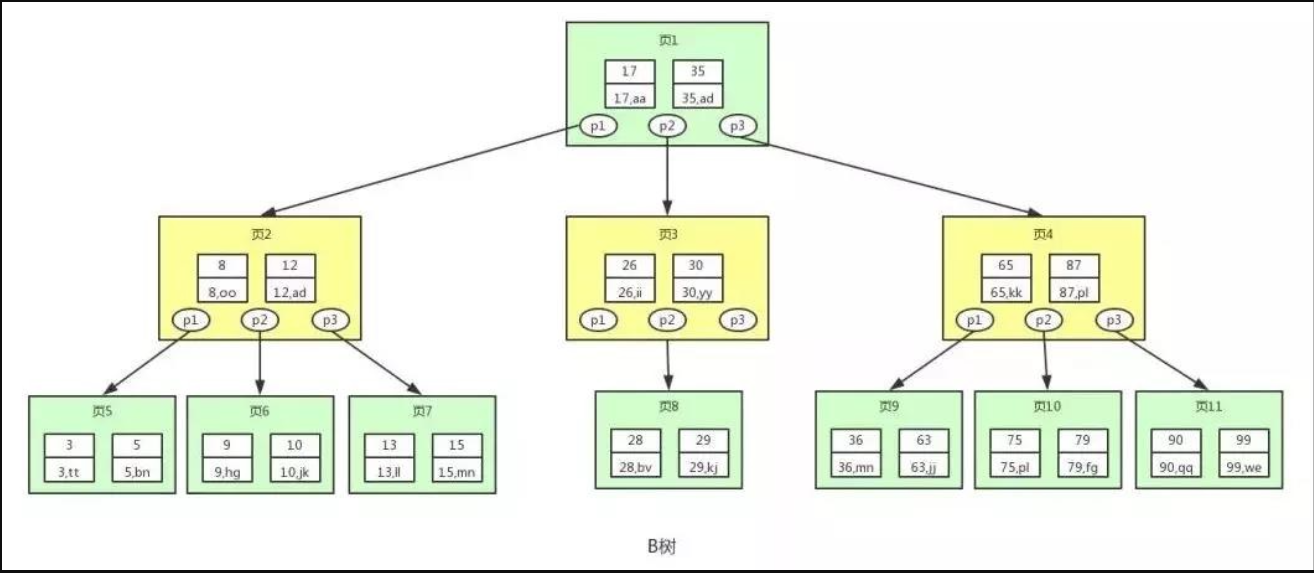 页1
17 35
17,aa 35,ad
p1 p2 p3
页2 页3 页4
8 12 26 30 65 87
8,oo 12,ad 26,ii 30,yy 65,kk 87,pl
p1 p2 p3 p1 p2 p3 p1 p2 p3
页5 页6 页7 页8 页9 页10 页11
3 5 9 10 13 15 28 29 36 63 75 79 90 99
3,tt 5,bn 9,hg 10,jk 13,ll 15,mn 28,bv 29,kj 36,mn 63,jj 75,pl 79,fg 90,qq 99,we
B树